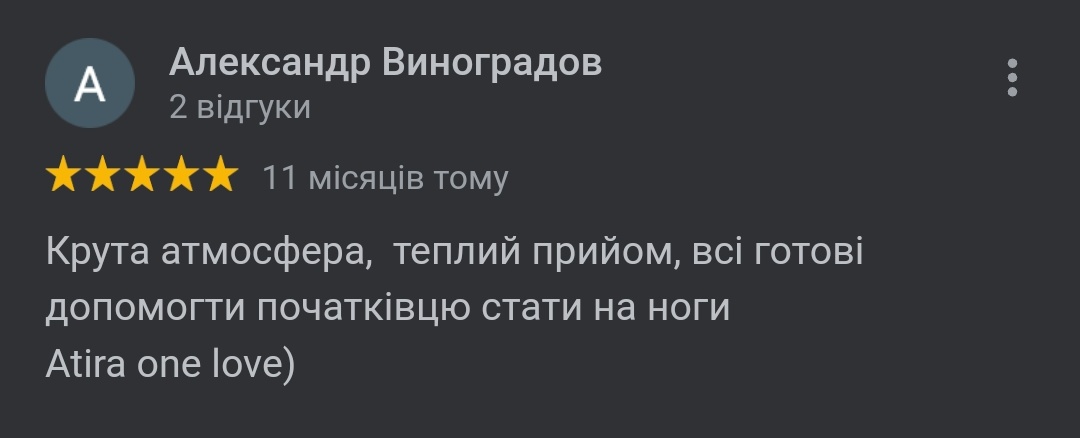 A
Александр Виноградов
2 відгуки
11 місяців тому
Крута атмосфера,  теплий прийом, всі готові
допомогти початківцю стати на ноги
Atira one love)